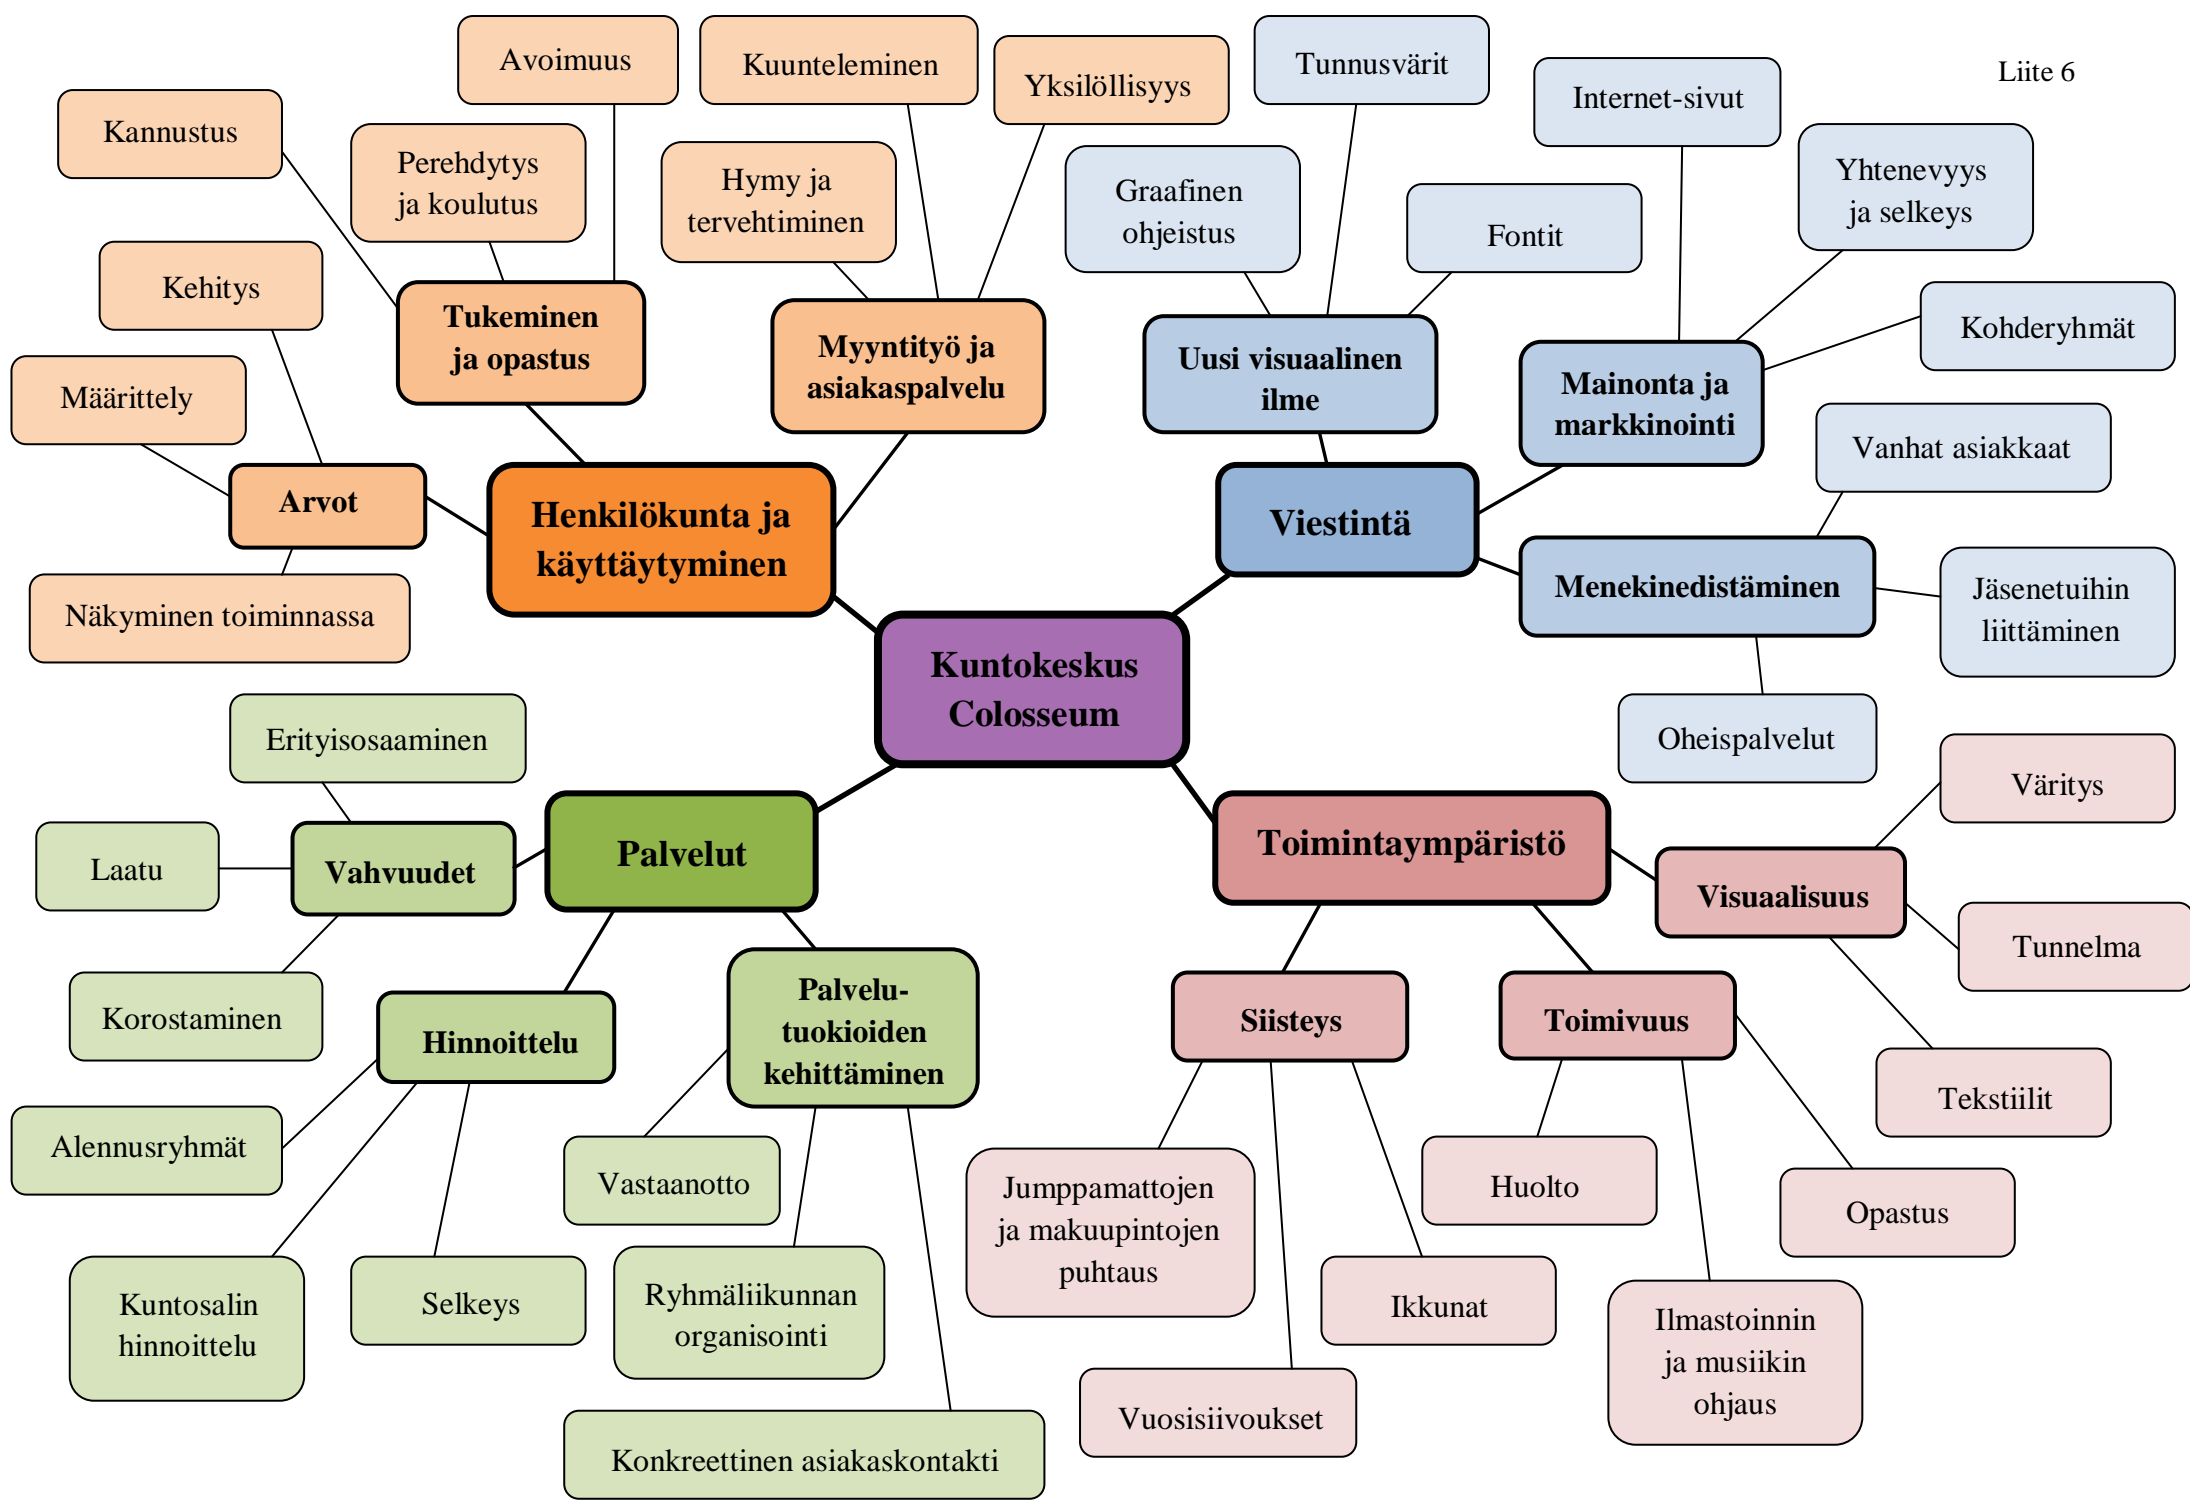 Liite 6
Avoimuus
Kuunteleminen
Yksilöllisyys
Tunnusvärit
Internet-sivut
Kannustus
Perehdytys
ja koulutus
Hymy ja
tervehtiminen
Graafinen
ohjeistus
Fontit
Yhtenevyys
ja selkeys
Kehitys
Tukeminen
ja opastus
Myyntityö ja
asiakaspalvelu
Uusi visuaalinen
ilme
Mainonta ja
markkinointi
Kohderyhmät
Määrittely
Arvot
Henkilökunta ja
käyttäytyminen
Viestintä
Vanhat asiakkaat
Näkyminen toiminnassa
Menekinedistäminen
Jäsenetuihin
liittäminen
Kuntokeskus
Colosseum
Oheispalvelut
Erityisosaaminen
Laatu
Vahvuudet
Palvelut
Toimintaympäristö
Väritys
Visuaalisuus
Tunnelma
Korostaminen
Hinnoittelu
Palvelu-
tuokioiden
kehittäminen
Siisteys
Toimivuus
Tekstiilit
Alennusryhmät
Vastaanotto
Jumppamattojen
ja makuupintojen
puhtaus
Huolto
Opastus
Kuntosalin
hinnoittelu
Selkeys
Ryhmäliikunnan
organisointi
Ikkunat
Ilmastoinnin
ja musiikin
ohjaus
Vuosisiivoukset
Konkreettinen asiakaskontakti